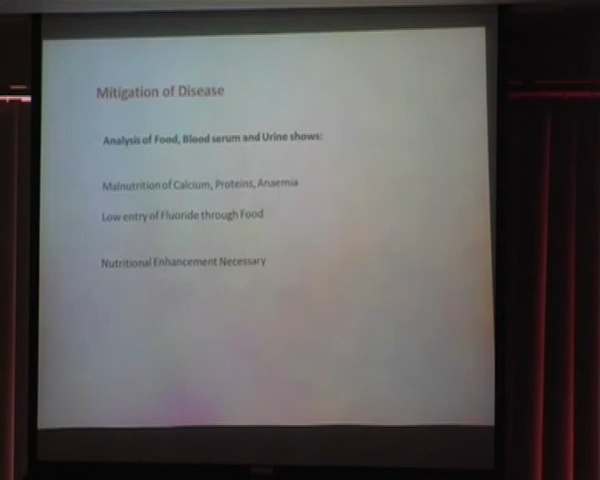 Mitigation of Disease
Analysis of Food, Blood serum and Urine shows:
Malnutrition of Calcium, Proteins, Anaemia
Low entry of Fluoride through Food
Nutritional Enhancement Necessary